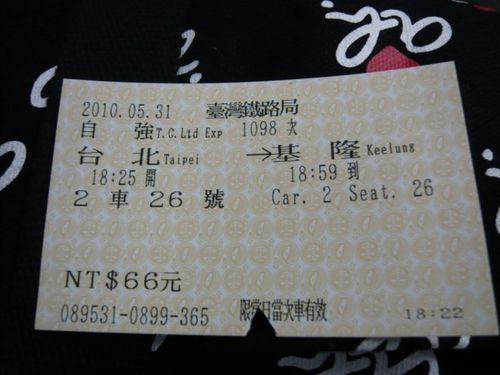 2010.05.31 臺灣鐵路局
自強 T.C.Ltd Exp 1098 次
台北 Taipei →基隆 Keelung
18:25 開 18:59 到
2 車 26 號 Car. 2 Seat. 26
NT$66元
089531-0899-365 限當日當次車有效 18:22